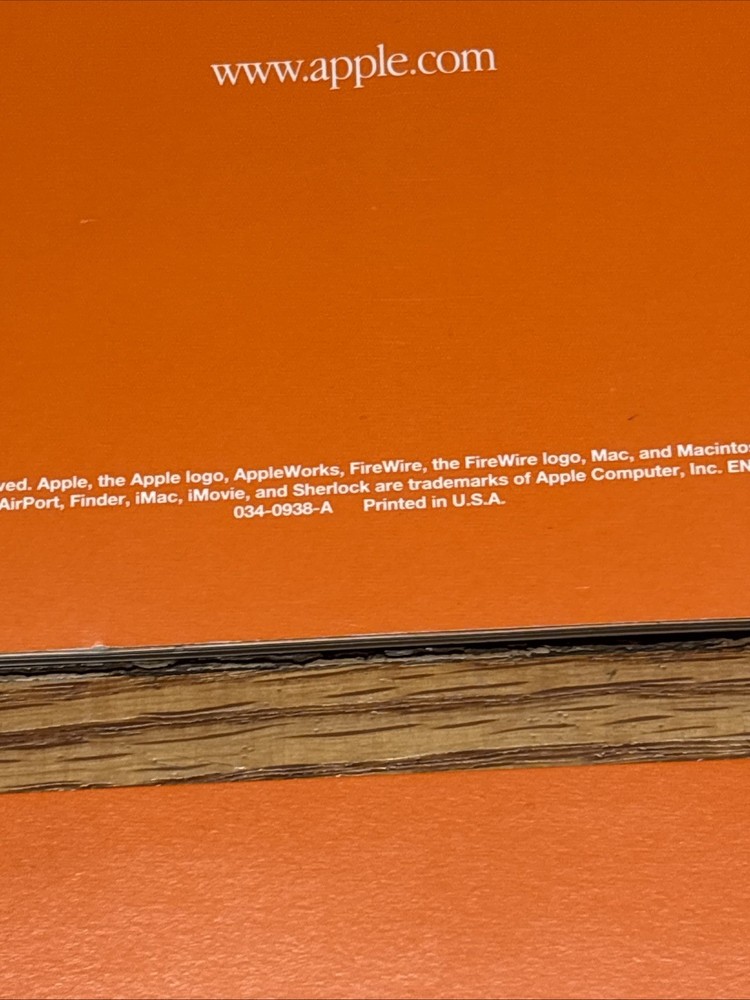 www.apple.com
ved. Apple, the Apple logo, AppleWorks, FireWire, the FireWire logo, Mac, and Macintos
AirPort, Finder, iMac, iMovie, and Sherlock are trademarks of Apple Computer, Inc. EN
034-0938-A Printed in U.S.A.